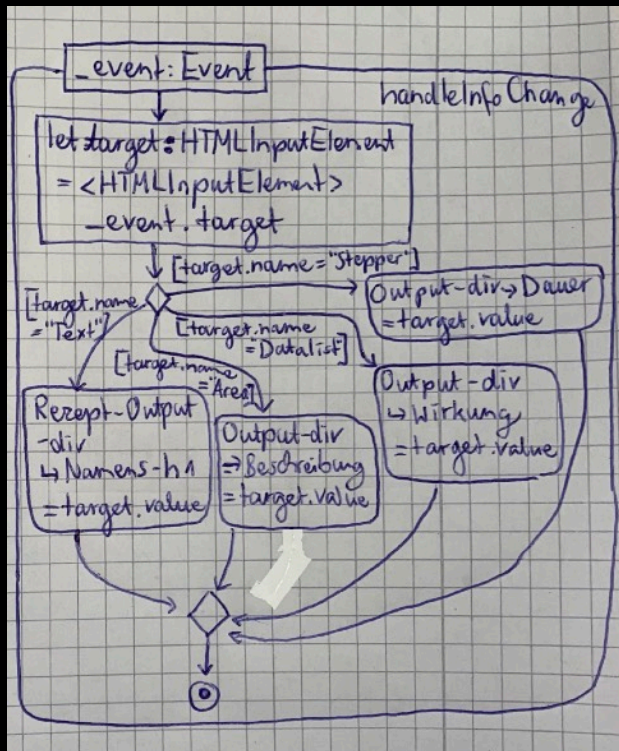 _event: Event
handleInfoChange
let target: HTMLInputElement
= <HTMLInputElement>
_event.target
[target.name="Stepper"]
[target.name
="Text"]
[target.name
=Datalist]
[target.name
="Area]
Output-div→Dauer
=target.value
Output-div
↳ Wirkung
=target.value
Rezept-Output
-div
↳ Namens-h1
=target.value
Output-div
→ Beschreibung
=target.value